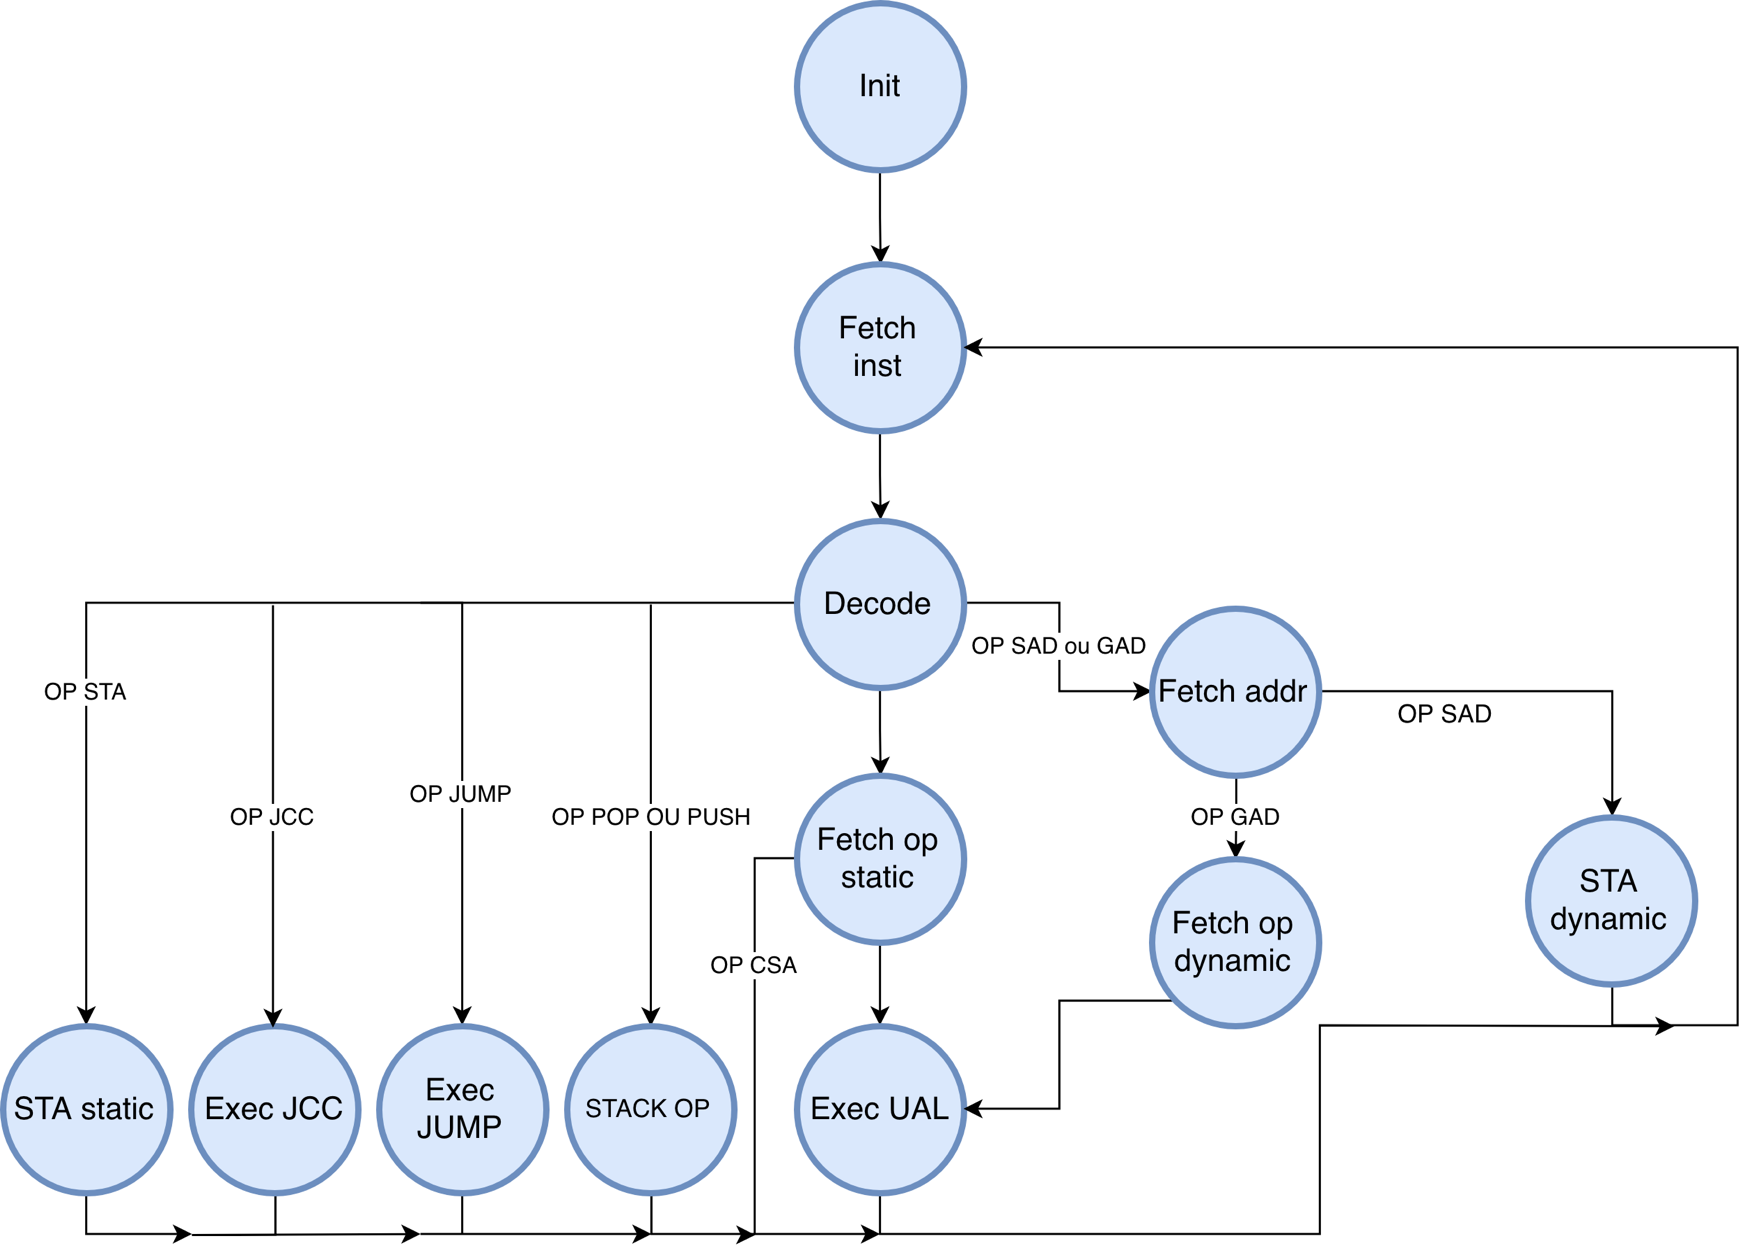 Init
Fetch
inst
Decode
OP SAD ou GAD
OP STA
Fetch addr
OP SAD
OP JUMP
OP JCC
OP POP OU PUSH
OP GAD
Fetch op
static
STA
dynamic
Fetch op
dynamic
OP CSA
STA static
Exec JCC
Exec
JUMP
STACK OP
Exec UAL